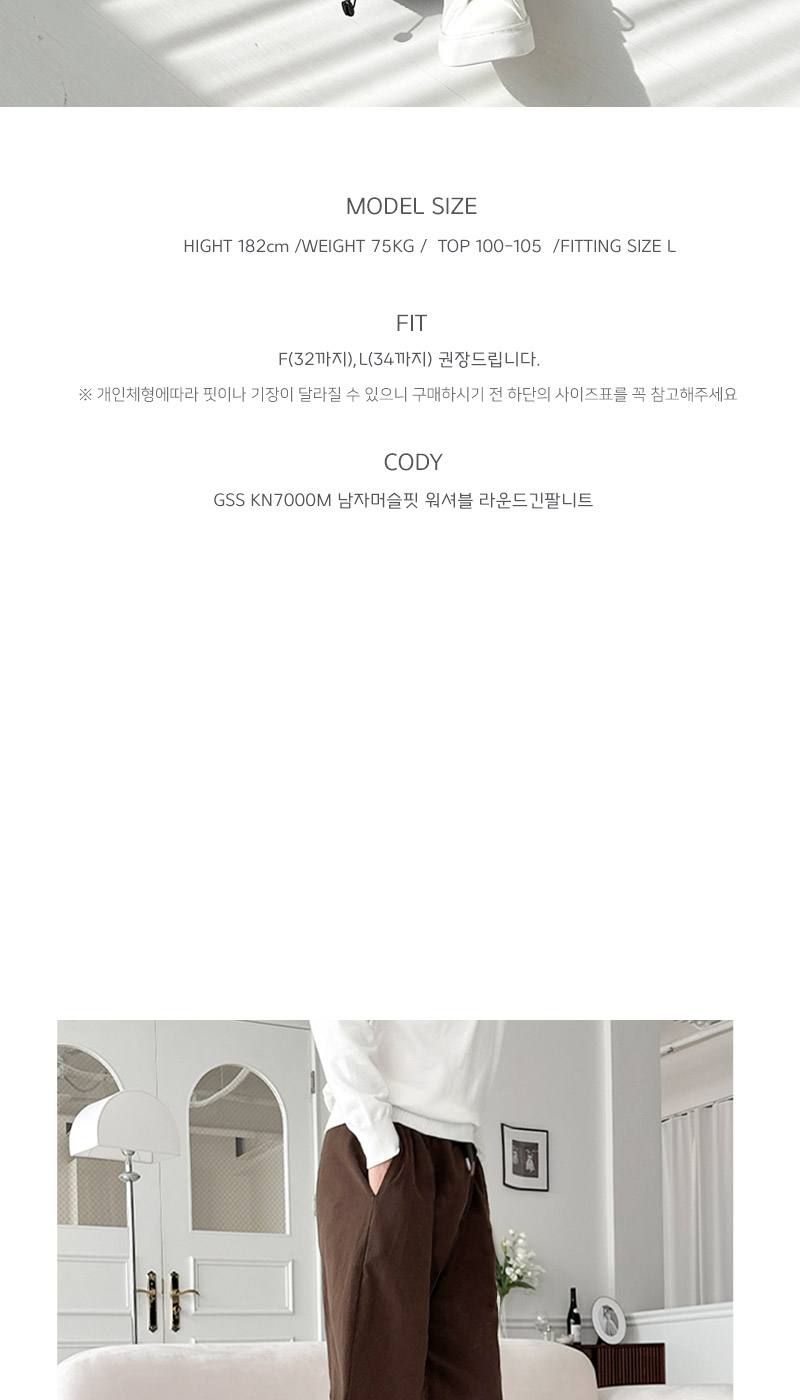 MODEL SIZE
HIGHT 182cm /WEIGHT 75KG / TOP 100-105 /FITTING SIZE L
FIT
F(32까지),L(34까지) 권장드립니다.
※ 개인체형에따라 핏이나 기장이 달라질 수 있으니 구매하시기 전 하단의 사이즈표를 꼭 참고해주세요
CODY
GSS KN7000M 남자머슬핏 워셔블 라운드긴팔니트